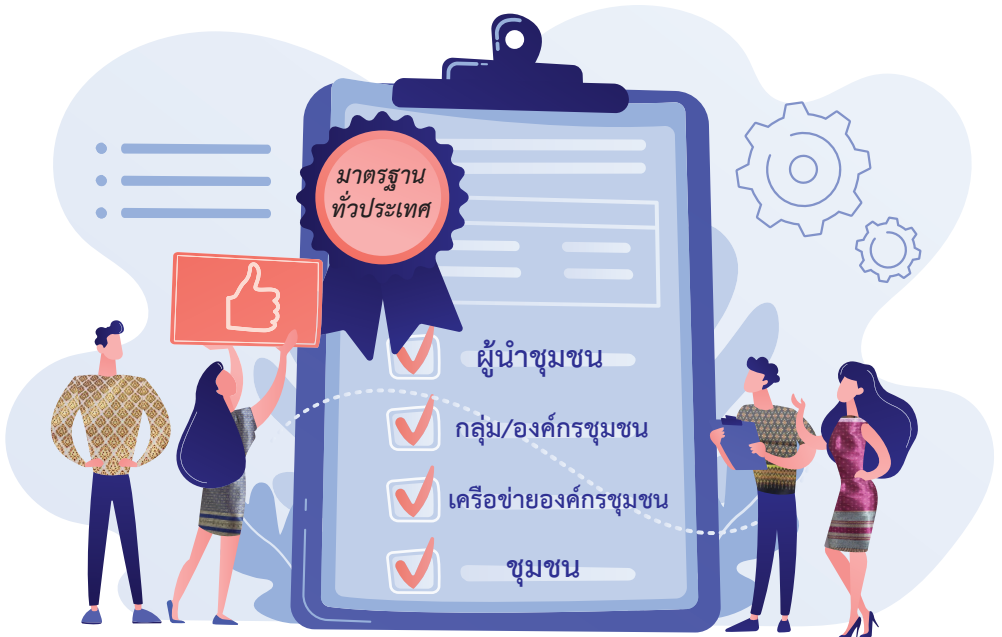 มาตรฐาน
ทั่วประเทศ
ผู้นำชุมชน
กลุ่ม/องค์กรชุมชน
เครือข่ายองค์กรชุมชน
ชุมชน